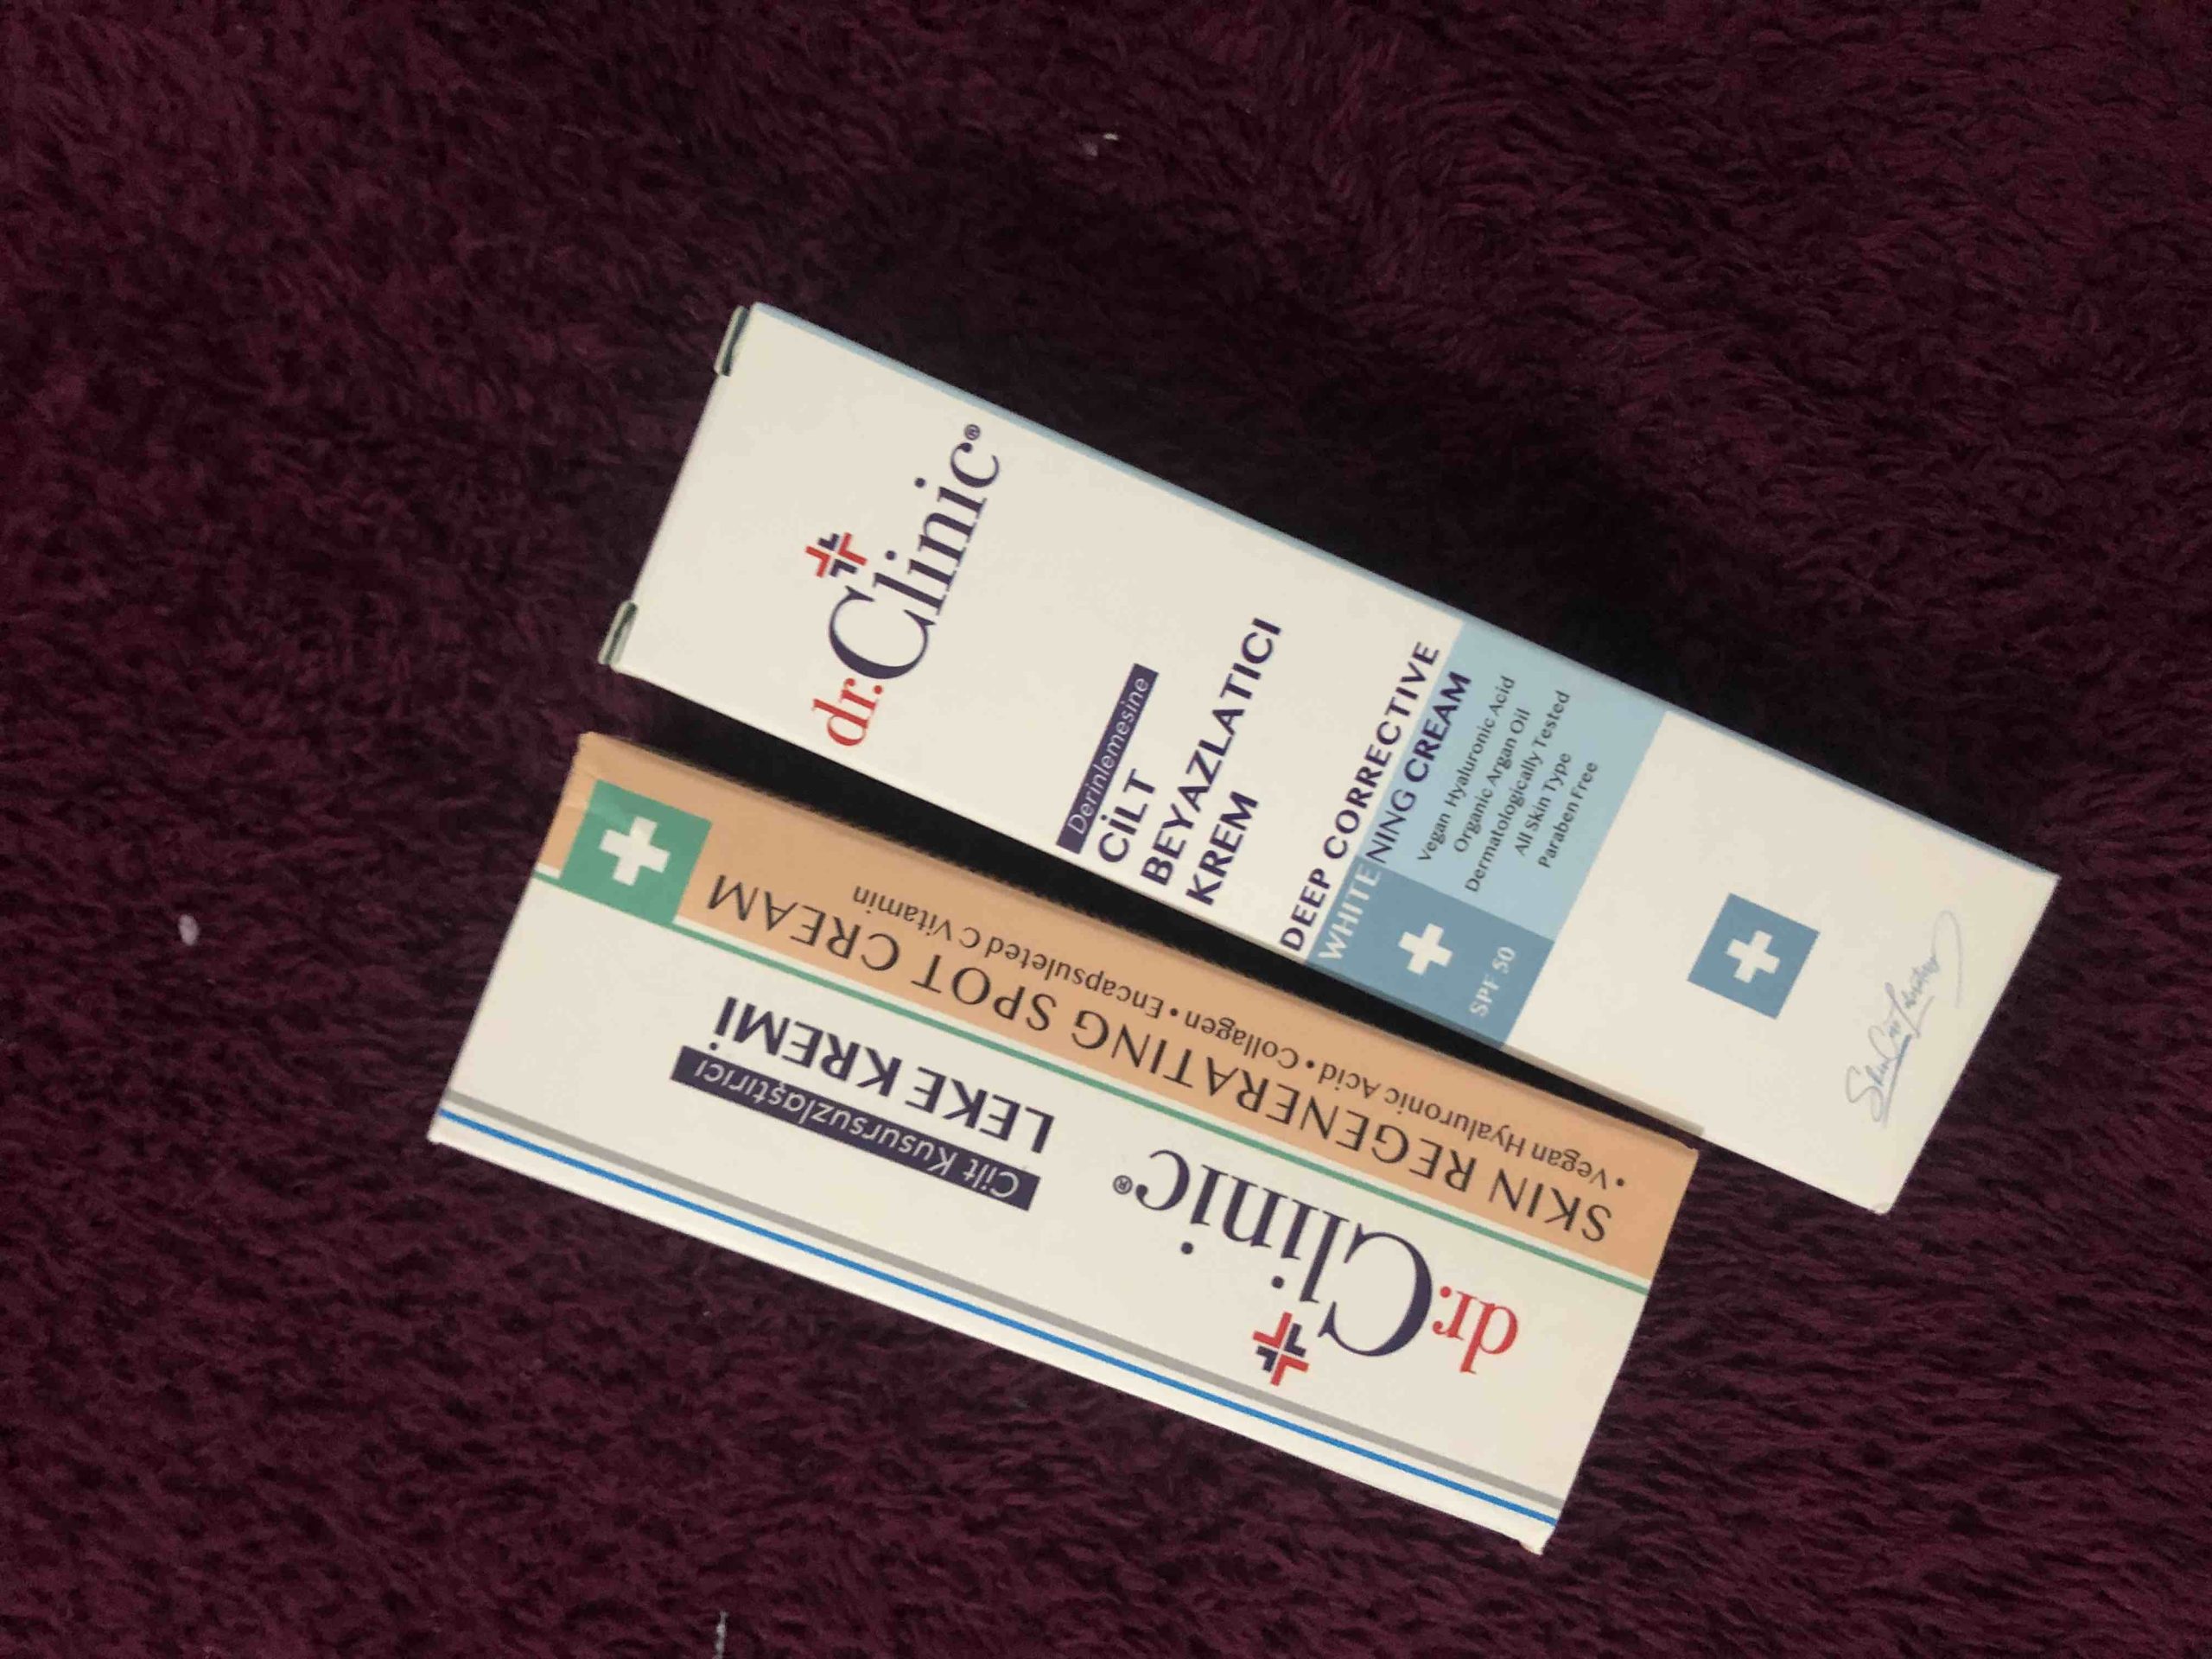 dr.Clinic®
Derinlemesine
CİLT
BEYAZLATICI
KREM
DEEP CORRECTIVE
WHITENING CREAM
Vegan Hyaluronic Acid
Organic Argan Oil
Dermatologically Tested
All Skin Type
Paraben Free
SPF 50
dr.Clinic®
Cilt Kusursuzlaştırıcı
LEKE KREMİ
SKIN REGENERATING SPOT CREAM
• Vegan Hyaluronic Acid • Collagen • Encapsuleted C Vitamin